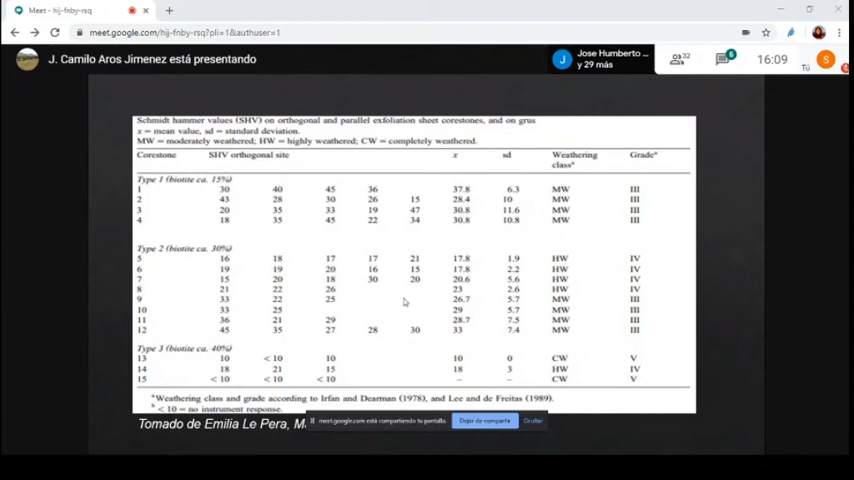 Meet - hij-fnby-rsq
meet.google.com/hij-fnby-rsq?pli=1&authuser=1
J. Camilo Aros Jimenez está presentando
J
Jose Humberto ...
y 29 más
32
6
16:09
S
Tú
Schmidt hammer values (SHV) on orthogonal and parallel exfoliation sheet corestones, and on grus
x = mean value, sd = standard deviation.
MW = moderately weathered; HW = highly weathered; CW = completely weathered.
Corestone SHV orthogonal site x sd Weathering classᵃ Gradeᵃ
Type 1 (biotite ca. 15%)
1 30 40 45 36 37.8 6.3 MW III
2 43 28 30 26 15 28.4 10 MW III
3 20 35 33 19 47 30.8 11.6 MW III
4 18 35 45 22 34 30.8 10.8 MW III
Type 2 (biotite ca. 30%)
5 16 18 17 17 21 17.8 1.9 HW IV
6 19 19 20 16 15 17.8 2.2 HW IV
7 15 20 18 30 20 20.6 5.6 HW IV
8 21 22 26 23 2.6 HW IV
9 33 22 25 26.7 5.7 MW III
10 33 25 29 5.7 MW III
11 36 21 29 28.7 7.5 MW III
12 45 35 27 28 30 33 7.4 MW III
Type 3 (biotite ca. 40%)
13 10 < 10 10 10 0 CW V
14 18 21 15 18 3 HW IV
15 < 10 < 10 < 10 – – CW V
ᵃWeathering class and grade according to Irfan and Dearman (1978), and Lee and de Freitas (1989).
ᵇ < 10 = no instrument response.
Tomado de Emilia Le Pera, M
meet.google.com está compartiendo tu pantalla. Dejar de compartir Ocultar